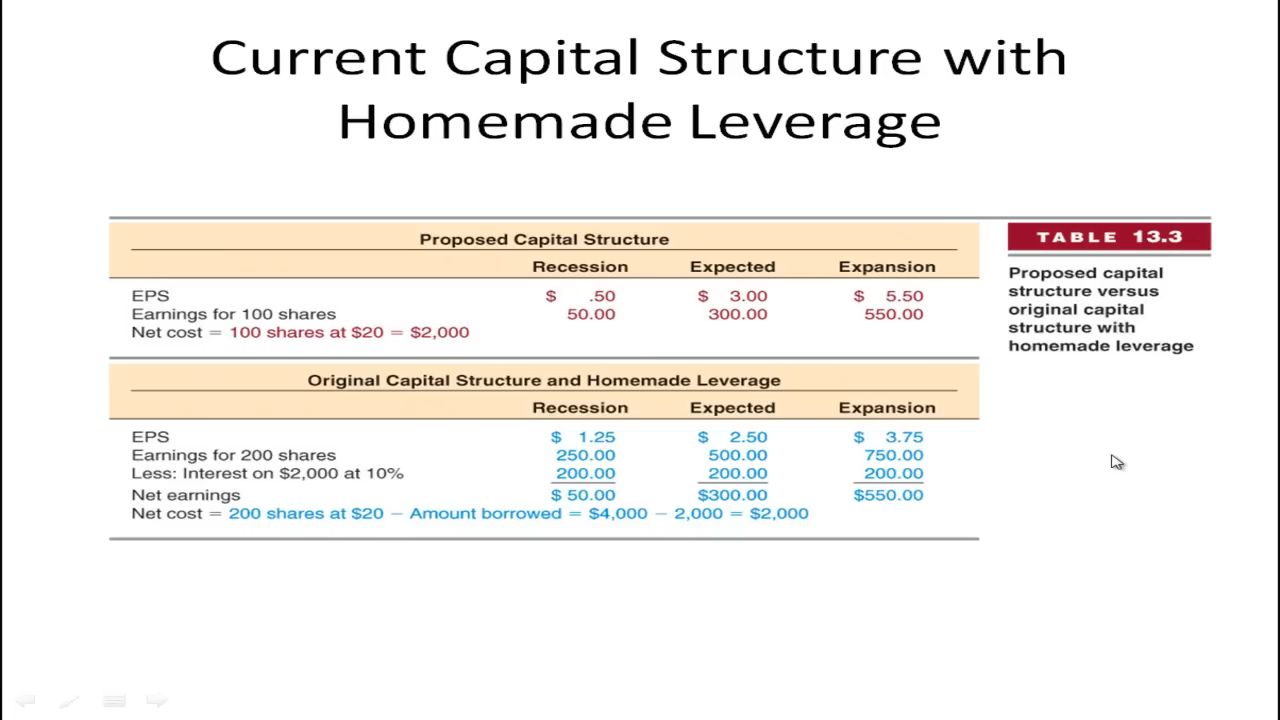 Current Capital Structure with
Homemade Leverage
Proposed Capital Structure
Recession Expected Expansion
EPS $ .50 $ 3.00 $ 5.50
Earnings for 100 shares 50.00 300.00 550.00
Net cost = 100 shares at $20 = $2,000
Original Capital Structure and Homemade Leverage
Recession Expected Expansion
EPS $ 1.25 $ 2.50 $ 3.75
Earnings for 200 shares 250.00 500.00 750.00
Less: Interest on $2,000 at 10% 200.00 200.00 200.00
Net earnings $ 50.00 $300.00 $550.00
Net cost = 200 shares at $20 − Amount borrowed = $4,000 − 2,000 = $2,000
TABLE 13.3
Proposed capital
structure versus
original capital
structure with
homemade leverage